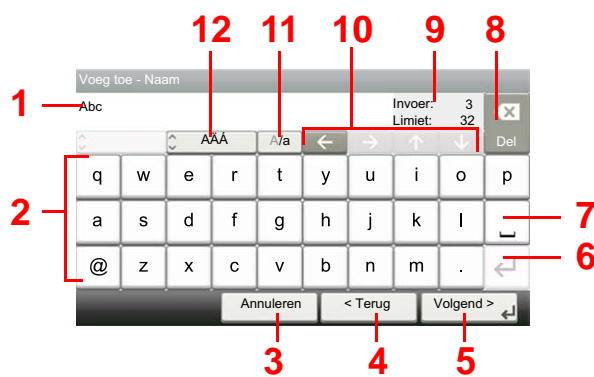 12 11 10 9 8
Voeg toe - Naam
1 Abc Invoer: 3
Limiet: 32
AÄÁ A/a ← → ↑ ↓ Del
2 q w e r t y u i o p
a s d f g h j k l ⎵ 7
@ z x c v b n m . ↵ 6
Annuleren < Terug Volgend > ↵
3 4 5